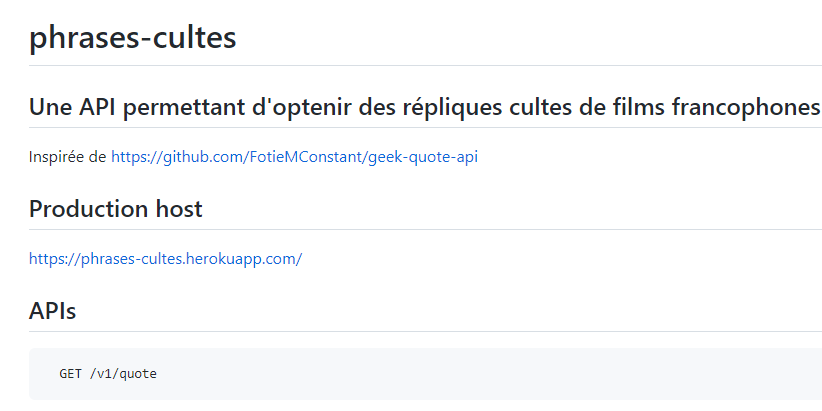 phrases-cultes
Une API permettant d'optenir des répliques cultes de films francophones
Inspirée de https://github.com/FotieMConstant/geek-quote-api
Production host
https://phrases-cultes.herokuapp.com/
APIs
GET /v1/quote